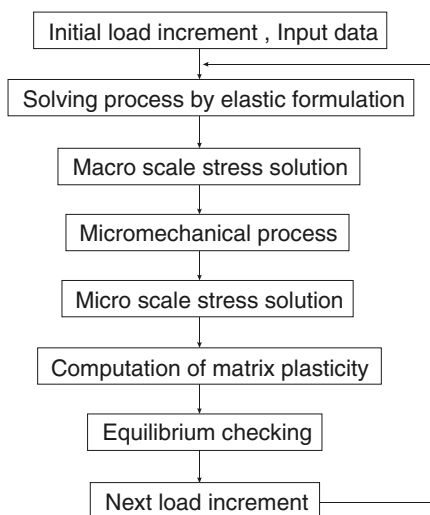 Initial load increment , Input data
Solving process by elastic formulation
Macro scale stress solution
Micromechanical process
Micro scale stress solution
Computation of matrix plasticity
Equilibrium checking
Next load increment